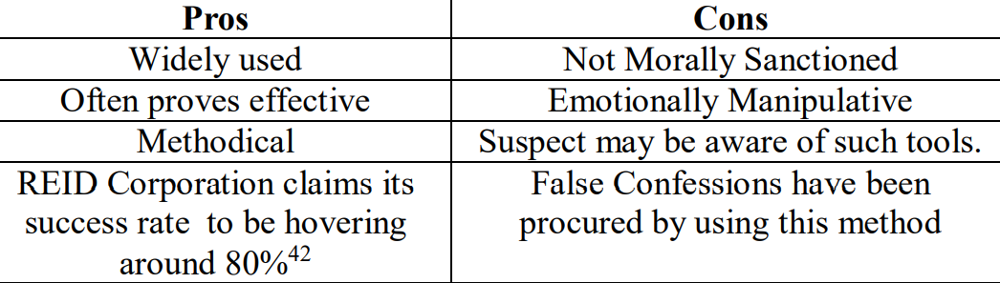 Pros Cons
Widely used Not Morally Sanctioned
Often proves effective Emotionally Manipulative
Methodical Suspect may be aware of such tools.
REID Corporation claims its False Confessions have been
success rate to be hovering procured by using this method
around 80%42